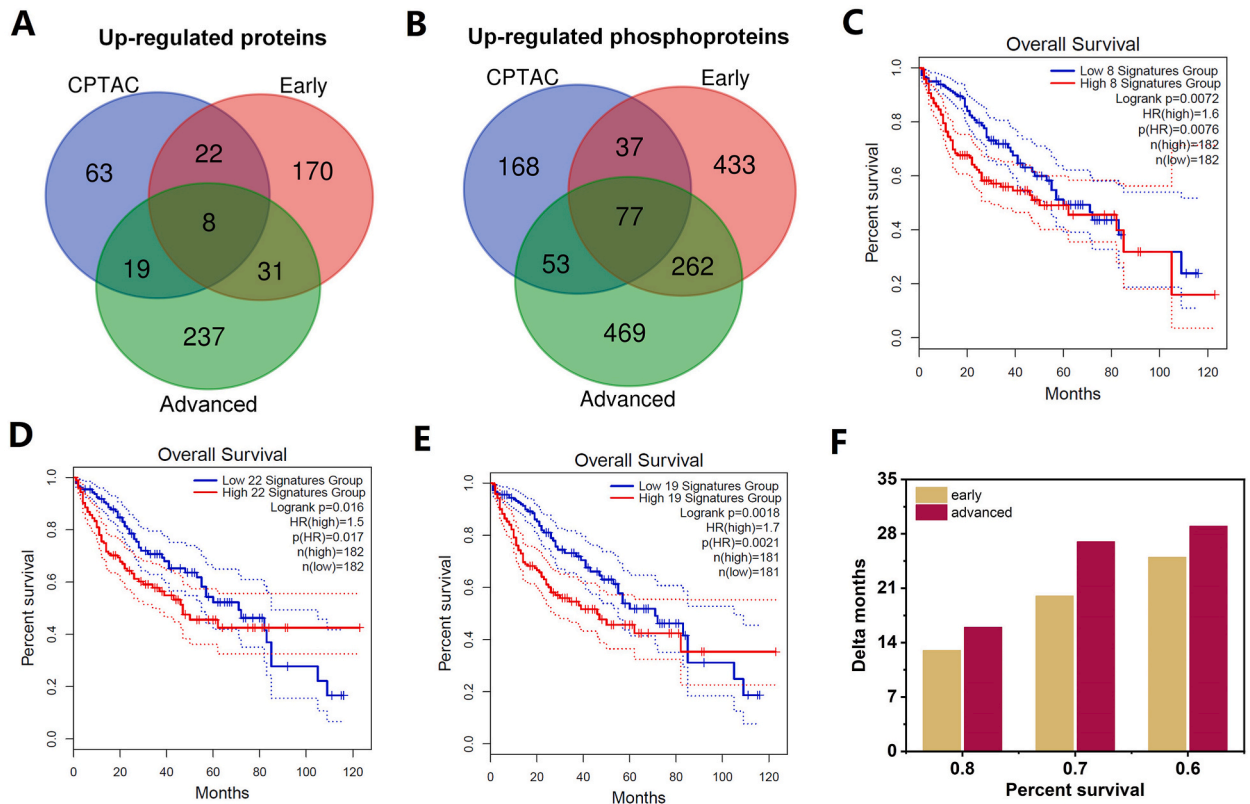 A
Up-regulated proteins
CPTAC
Early
63
22
170
8
19
31
237
Advanced
B
Up-regulated phosphoproteins
CPTAC
Early
168
37
433
77
53
262
469
Advanced
C
Overall Survival
Low 8 Signatures Group
High 8 Signatures Group
Logrank p=0.0072
HR(high)=1.6
p(HR)=0.0076
n(high)=182
n(low)=182
Percent survival
1.0
0.8
0.6
0.4
0.2
0.0
0 20 40 60 80 100 120
Months
D
Overall Survival
Low 22 Signatures Group
High 22 Signatures Group
Logrank p=0.016
HR(high)=1.5
p(HR)=0.017
n(high)=182
n(low)=182
Percent survival
1.0
0.8
0.6
0.4
0.2
0.0
0 20 40 60 80 100 120
Months
E
Overall Survival
Low 19 Signatures Group
High 19 Signatures Group
Logrank p=0.0018
HR(high)=1.7
p(HR)=0.0021
n(high)=181
n(low)=181
Percent survival
1.0
0.8
0.6
0.4
0.2
0.0
0 20 40 60 80 100 120
Months
F
early
advanced
Delta months
35
28
21
14
7
0
0.8 0.7 0.6
Percent survival